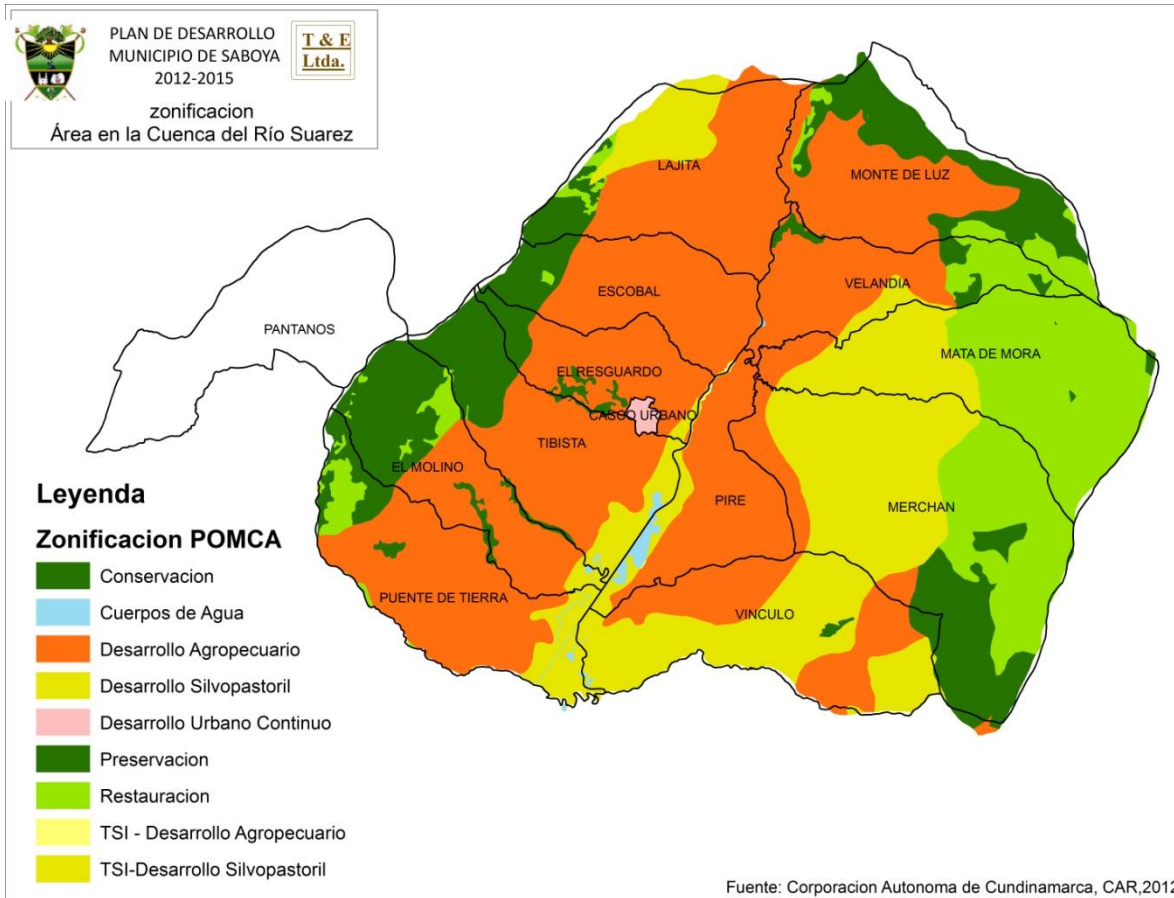 PLAN DE DESARROLLO
MUNICIPIO DE SABOYA
2012-2015
T & E
Ltda.
zonificacion
Área en la Cuenca del Río Suarez
LAJITA
MONTE DE LUZ
ESCOBAL
VELANDIA
PANTANOS
MATA DE MORA
EL RESGUARDO
CASCO URBANO
TIBISTA
EL MOLINO
PIRE
MERCHAN
PUENTE DE TIERRA
VINCULO
Leyenda
Zonificacion POMCA
Conservacion
Cuerpos de Agua
Desarrollo Agropecuario
Desarrollo Silvopastoril
Desarrollo Urbano Continuo
Preservacion
Restauracion
TSI - Desarrollo Agropecuario
TSI-Desarrollo Silvopastoril
Fuente: Corporacion Autonoma de Cundinamarca, CAR,2012